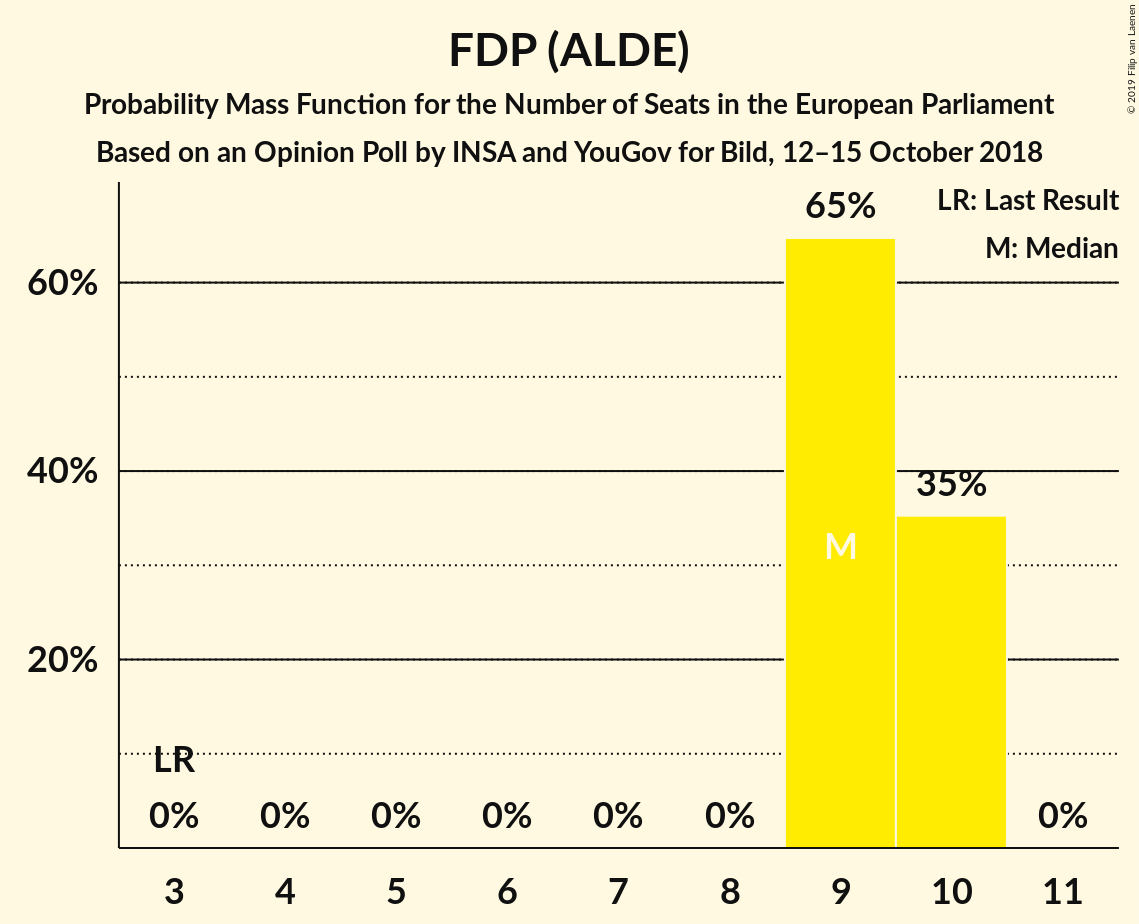 FDP (ALDE)
Probability Mass Function for the Number of Seats in the European Parliament
Based on an Opinion Poll by INSA and YouGov for Bild, 12–15 October 2018
© 2019 Filip van Laenen
LR: Last Result
M: Median
65%
60%
40%
35%
M
20%
LR
0% 0% 0% 0% 0% 0% 0%
3 4 5 6 7 8 9 10 11